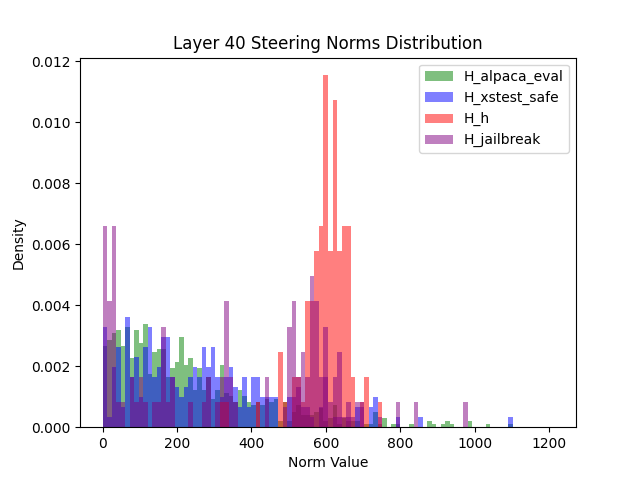 Layer 40 Steering Norms Distribution
Density
0.012
0.010
0.008
0.006
0.004
0.002
0.000
H_alpaca_eval
H_xstest_safe
H_h
H_jailbreak
0 200 400 600 800 1000 1200
Norm Value